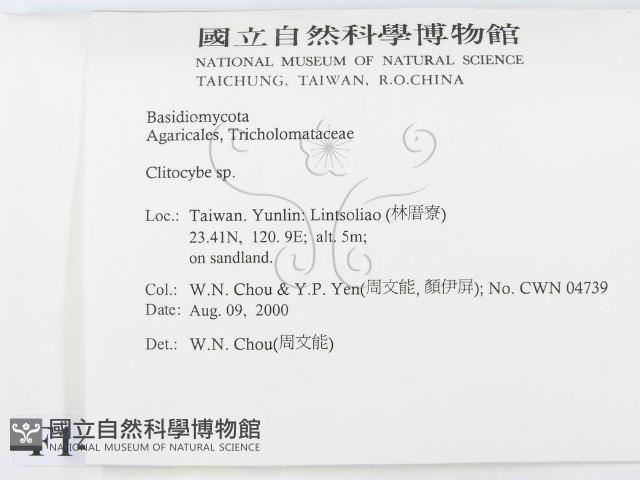 國立自然科學博物館
NATIONAL MUSEUM OF NATURAL SCIENCE
TAICHUNG, TAIWAN, R.O.CHINA
Basidiomycota
Agaricales, Tricholomataceae
Clitocybe sp.
Loc.: Taiwan. Yunlin: Lintsoliao (林厝寮)
23.41N, 120. 9E; alt. 5m;
on sandland.
Col.: W.N. Chou & Y.P. Yen(周文能, 顏伊屏); No. CWN 04739
Date: Aug. 09, 2000
Det.: W.N. Chou(周文能)
國立自然科學博物館
NATIONAL MUSEUM OF NATURAL SCIENCE